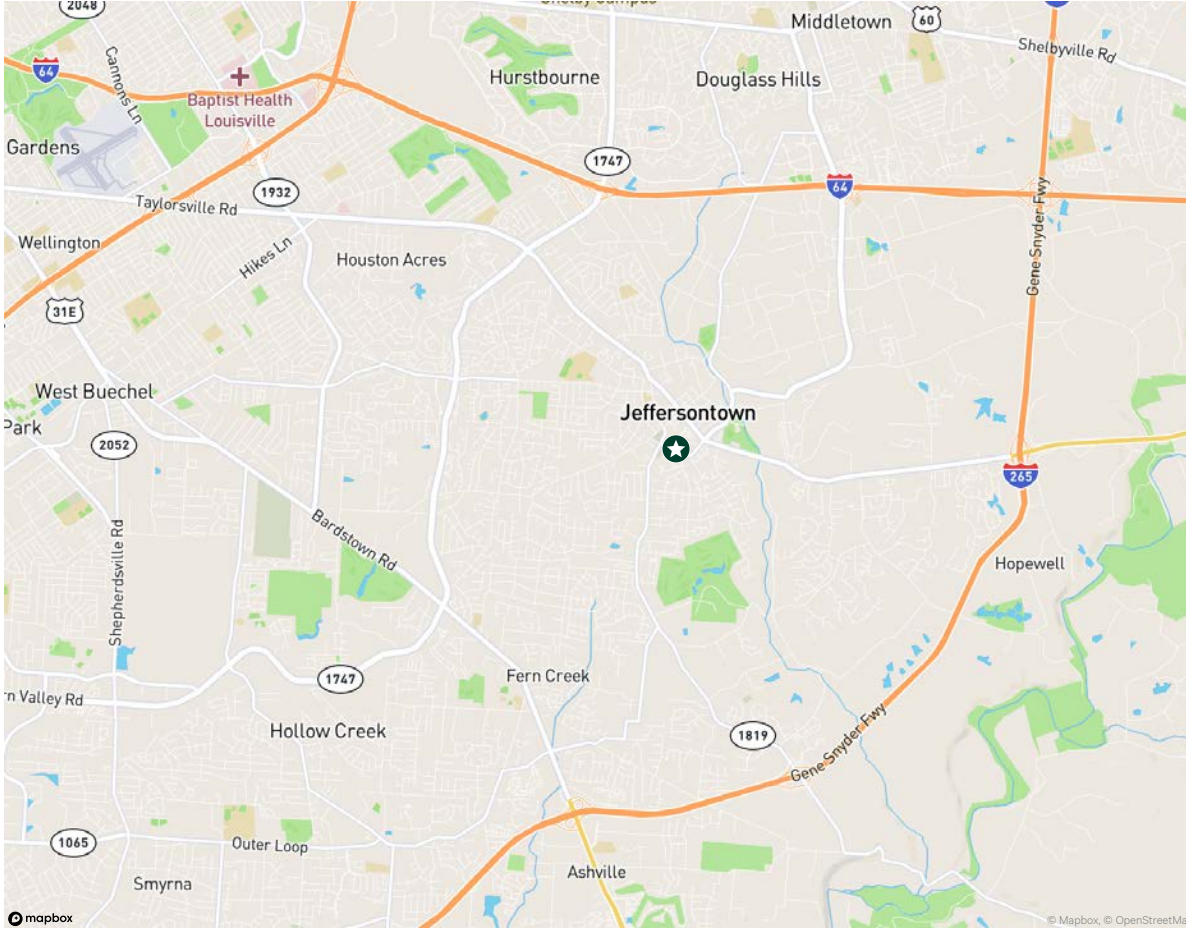 2048
Middletown
60
Shelbyville Rd
64
Cannons Ln
Hurstbourne
Douglass Hills
Baptist Health
Louisville
Gardens
1747
1932
64
Taylorsville Rd
Gene Snyder Fwy
Wellington
Hikes Ln
Houston Acres
31E
West Buechel
Jeffersontown
Park
2052
265
Bardstown Rd
Shepherdsville Rd
Hopewell
1747
Fern Creek
rn Valley Rd
Hollow Creek
1819
Gene Snyder Fwy
1065
Outer Loop
Ashville
Smyrna
mapbox
© Mapbox, © OpenStreetMa